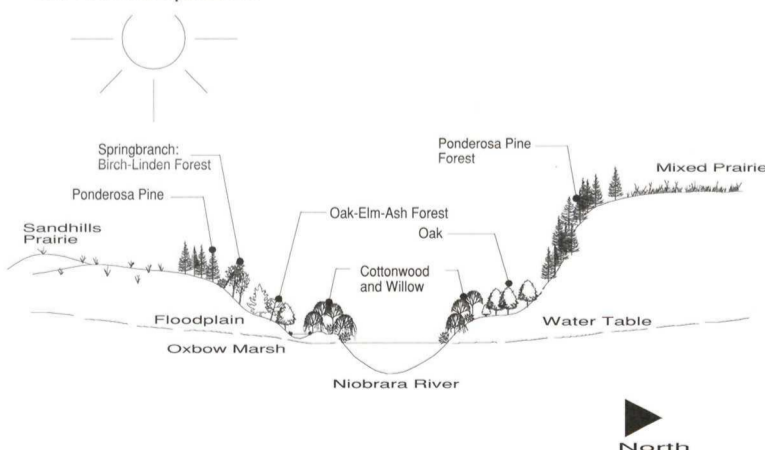 Springbranch:
Birch-Linden Forest
Ponderosa Pine
Forest
Mixed Prairie
Ponderosa Pine
Sandhills
Prairie
Oak-Elm-Ash Forest
Oak
Cottonwood
and Willow
Floodplain
Water Table
Oxbow Marsh
Niobrara River
North